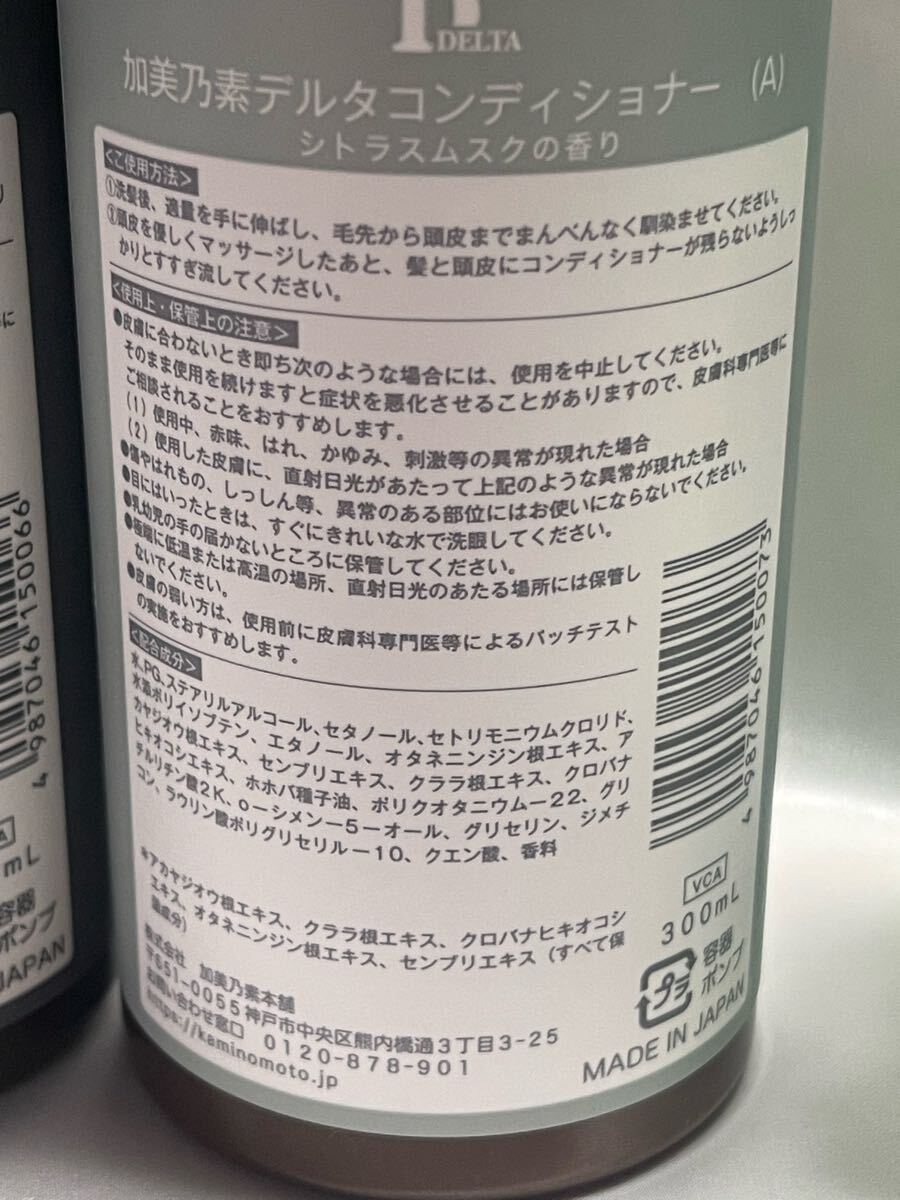 DELTA
加美乃素デルタコンディショナー (A)
シトラスムスクの香り
<ご使用方法>
①洗髪後、適量を手に伸ばし、毛先から頭皮までまんべんなく馴染ませてください。
②頭皮を優しくマッサージしたあと、髪と頭皮にコンディショナーが残らないようしっ
かりとすすぎ流してください。
<使用上・保管上の注意>
●皮膚に合わないとき即ち次のような場合には、使用を中止してください。
そのまま使用を続けますと症状を悪化させることがありますので、皮膚科専門医等に
ご相談されることをおすすめします。
(1) 使用中、赤味、はれ、かゆみ、刺激等の異常が現れた場合
(2) 使用した皮膚に、直射日光があたって上記のような異常が現れた場合
●傷やはれもの、しっしん等、異常のある部位にはお使いにならないでください。
●目にはいったときは、すぐにきれいな水で洗眼してください。
●乳幼児の手の届かないところに保管してください。
●極端に低温または高温の場所、直射日光のあたる場所には保管し
ないでください。
●皮膚の弱い方は、使用前に皮膚科専門医等によるパッチテスト
の実施をおすすめします。
<配合成分>
水、PG、ステアリルアルコール、セタノール、セトリモニウムクロリド、
水添ポリイソブテン、エタノール、オタネニンジン根エキス、ア
カヤジオウ根エキス、センブリエキス、クララ根エキス、クロバナ
ヒキオコシエキス、ホホバ種子油、ポリクオタニウム－22、グリ
チルリチン酸2K、o－シメン－5－オール、グリセリン、ジメチ
コン、ラウリン酸ポリグリセリル－10、クエン酸、香料
*アカヤジオウ根エキス、クララ根エキス、クロバナヒキオコシ
エキス、オタネニンジン根エキス、センブリエキス (すべて保
湿成分)
株式会社 加美乃素本舗
〒651-0055 神戸市中央区熊内橋通3丁目3-25
お問い合わせ窓口 0120-878-901
https://kaminomoto.jp
4 987046 150073
VCA
300mL
プラ
容器
ポンプ
MADE IN JAPAN
4 987046 150066
mL
容器
ポンプ
JAPAN